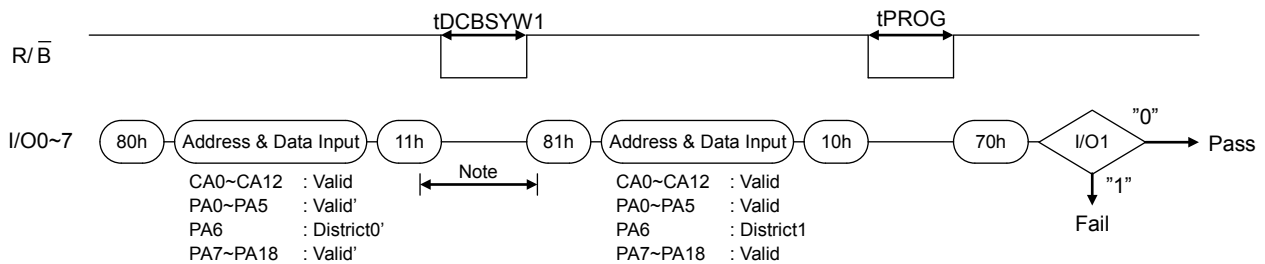 tDCBSYW1 tPROG
R/ B̅
I/O0~7 80h Address & Data Input 11h 81h Address & Data Input 10h 70h I/O1 ”0” Pass
Note
”1”
Fail
CA0~CA12 : Valid
PA0~PA5 : Valid’
PA6 : District0’
PA7~PA18 : Valid’
CA0~CA12 : Valid
PA0~PA5 : Valid
PA6 : District1
PA7~PA18 : Valid